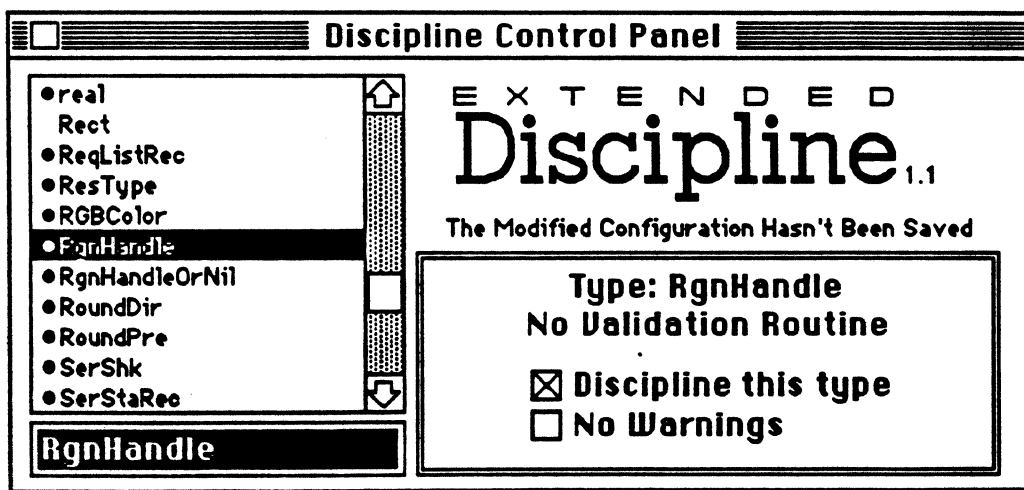 Discipline Control Panel
real
Rect
ReqListRec
ResType
RGBColor
RgnHandle
RgnHandleOrNil
RoundDir
RoundPre
SerShk
SerStaRec
RgnHandle
EXTENDED
Discipline 1.1
The Modified Configuration Hasn't Been Saved
Type: RgnHandle
No Validation Routine
Discipline this type
No Warnings